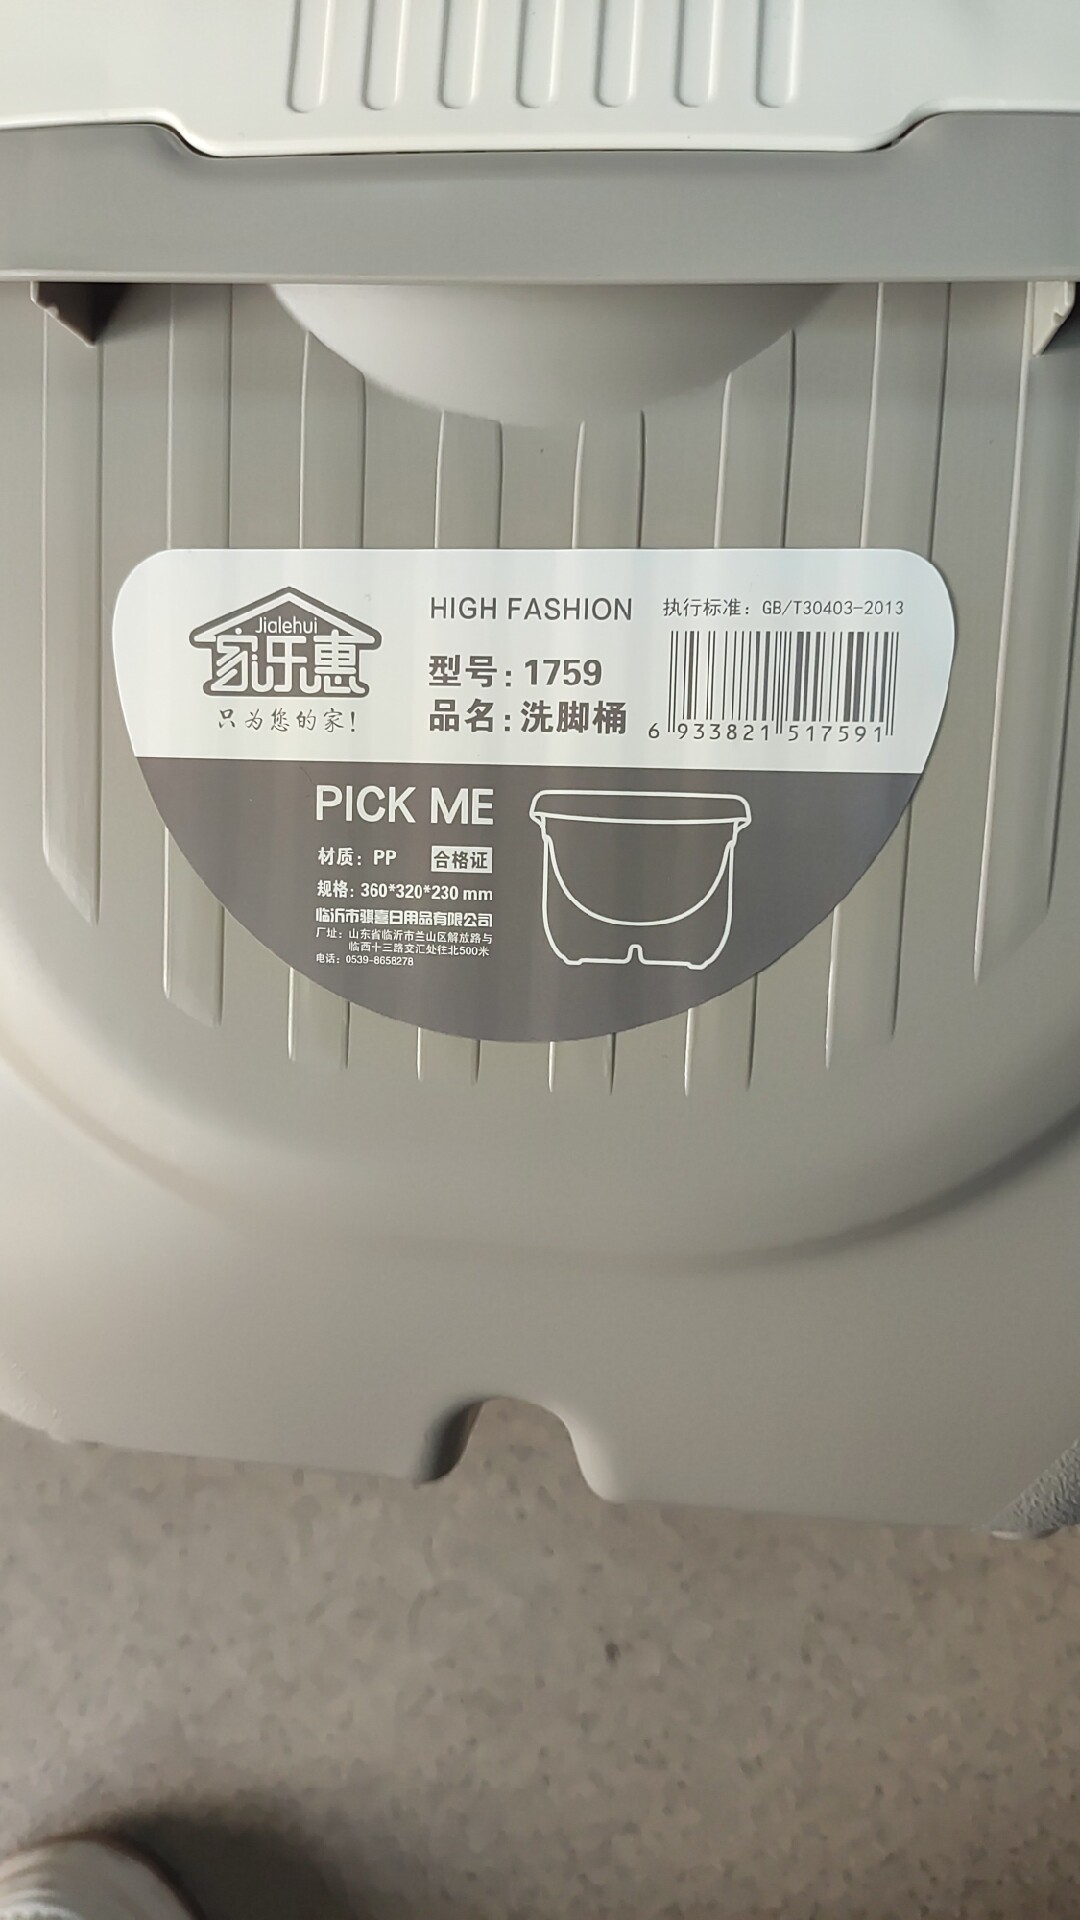 Jialehui
家乐惠
只为您的家!
HIGH FASHION
执行标准：GB/T30403-2013
型号：1759
品名：洗脚桶
6 933821 517591
PICK ME
材质：PP 合格证
规格：360*320*230 mm
临沂市骐喜日用品有限公司
厂址：山东省临沂市兰山区解放路与
临西十三路交汇处往北500米
电话：0539-8658278